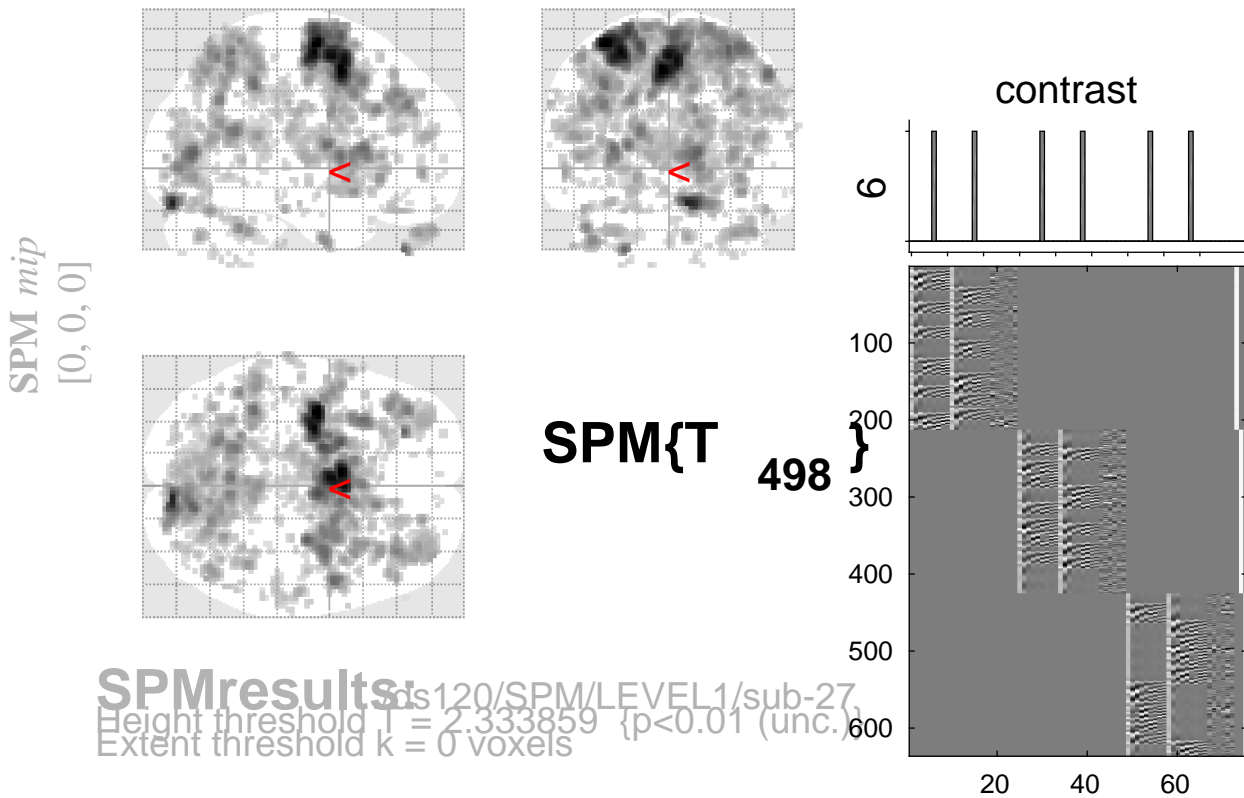 SPM mip
[0, 0, 0]
<
<
<
SPM{T 498 }
contrast
6
100
200
300
400
500
600
20 40 60
SPMresults: /ds120/SPM/LEVEL1/sub-27
Height threshold T = 2.333859 {p<0.01 (unc.)}
Extent threshold k = 0 voxels